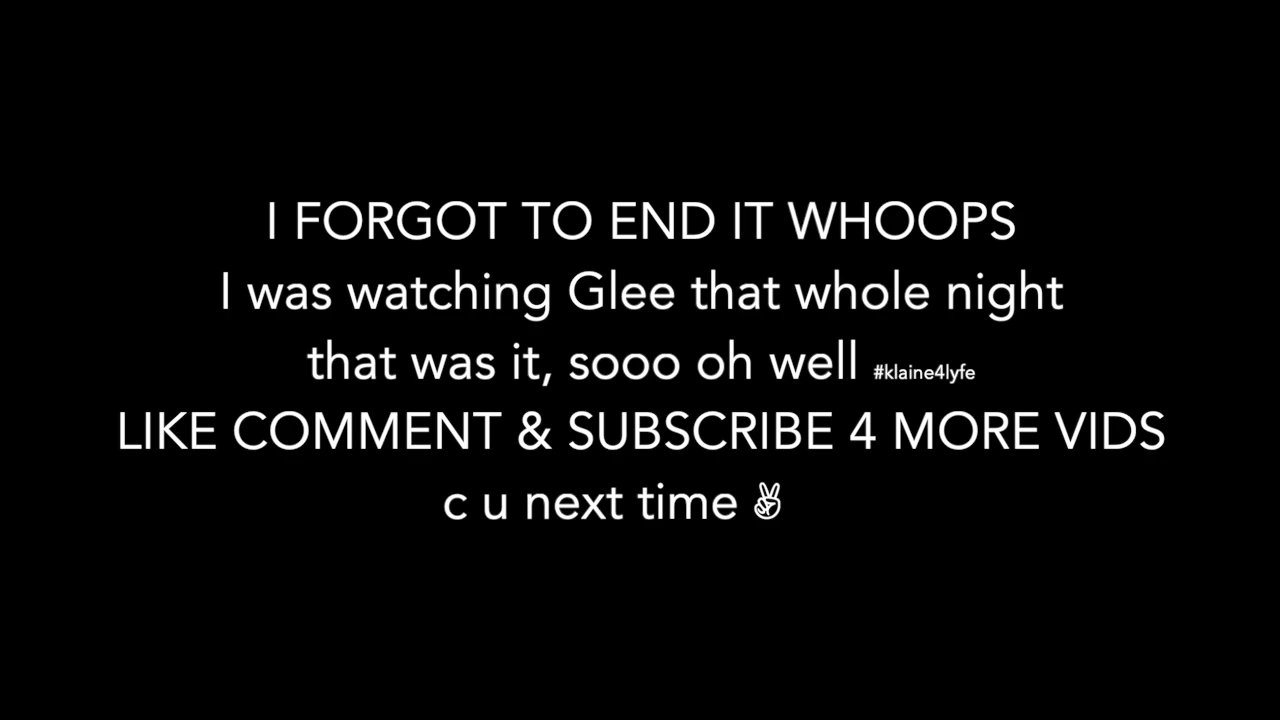 I FORGOT TO END IT WHOOPS
I was watching Glee that whole night
that was it, sooo oh well #klaine4lyfe
LIKE COMMENT & SUBSCRIBE 4 MORE VIDS
c u next time ✌